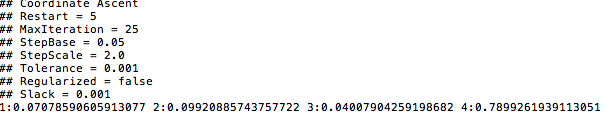 ## Coordinate Ascent
## Restart = 5
## MaxIteration = 25
## StepBase = 0.05
## StepScale = 2.0
## Tolerance = 0.001
## Regularized = false
## Slack = 0.001
1:0.07078590605913077 2:0.09920885743757722 3:0.04007904259198682 4:0.7899261939113051